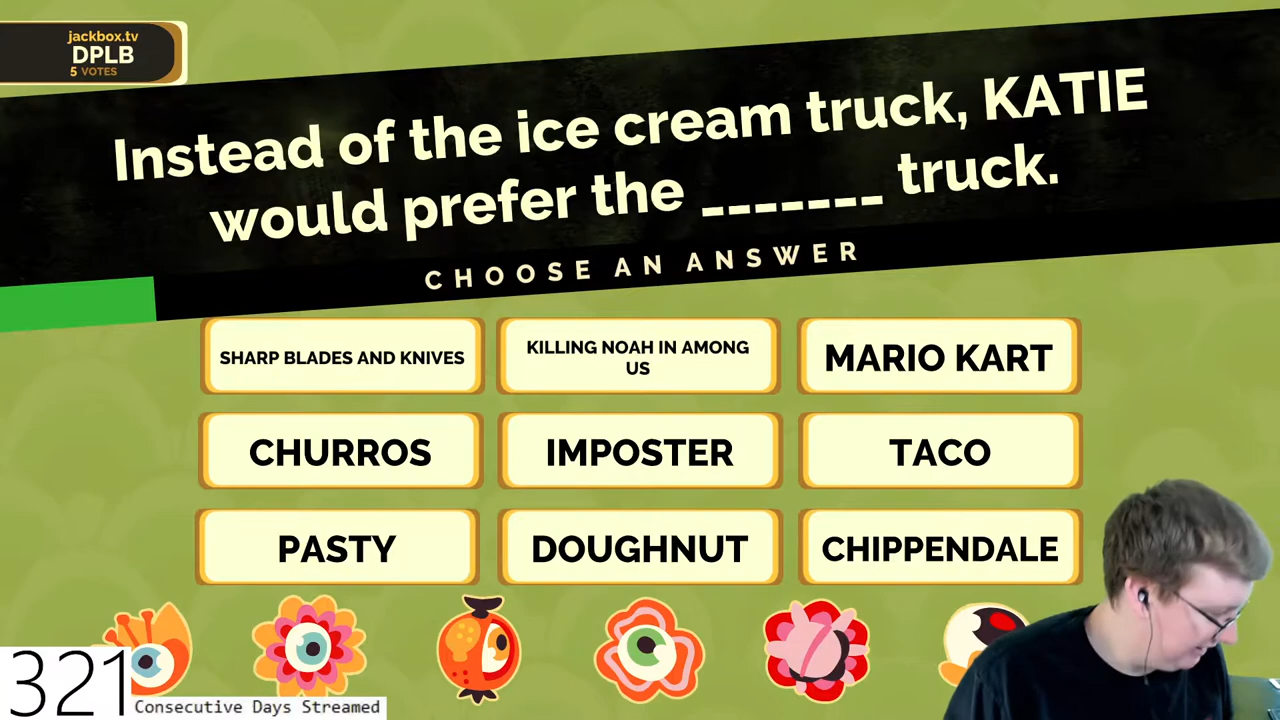 jackbox.tv
DPLB
5 VOTES
Instead of the ice cream truck, KATIE
would prefer the _______ truck.
CHOOSE AN ANSWER
SHARP BLADES AND KNIVES
KILLING NOAH IN AMONG
US
MARIO KART
CHURROS
IMPOSTER
TACO
PASTY
DOUGHNUT
CHIPPENDALE
321
Consecutive Days Streamed